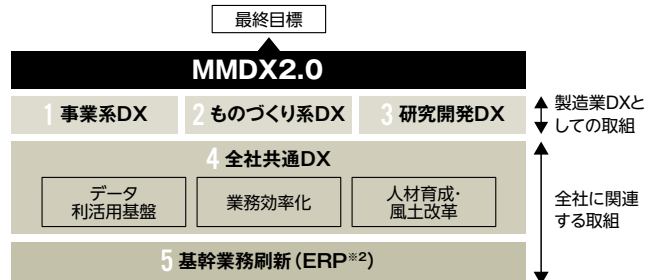 最終目標
MMDX2.0
1 事業系DX
2 ものづくり系DX
3 研究開発DX
製造業DXと
しての取組
4 全社共通DX
データ
利活用基盤
業務効率化
人材育成・
風土改革
全社に関連
する取組
5 基幹業務刷新（ERP※2）